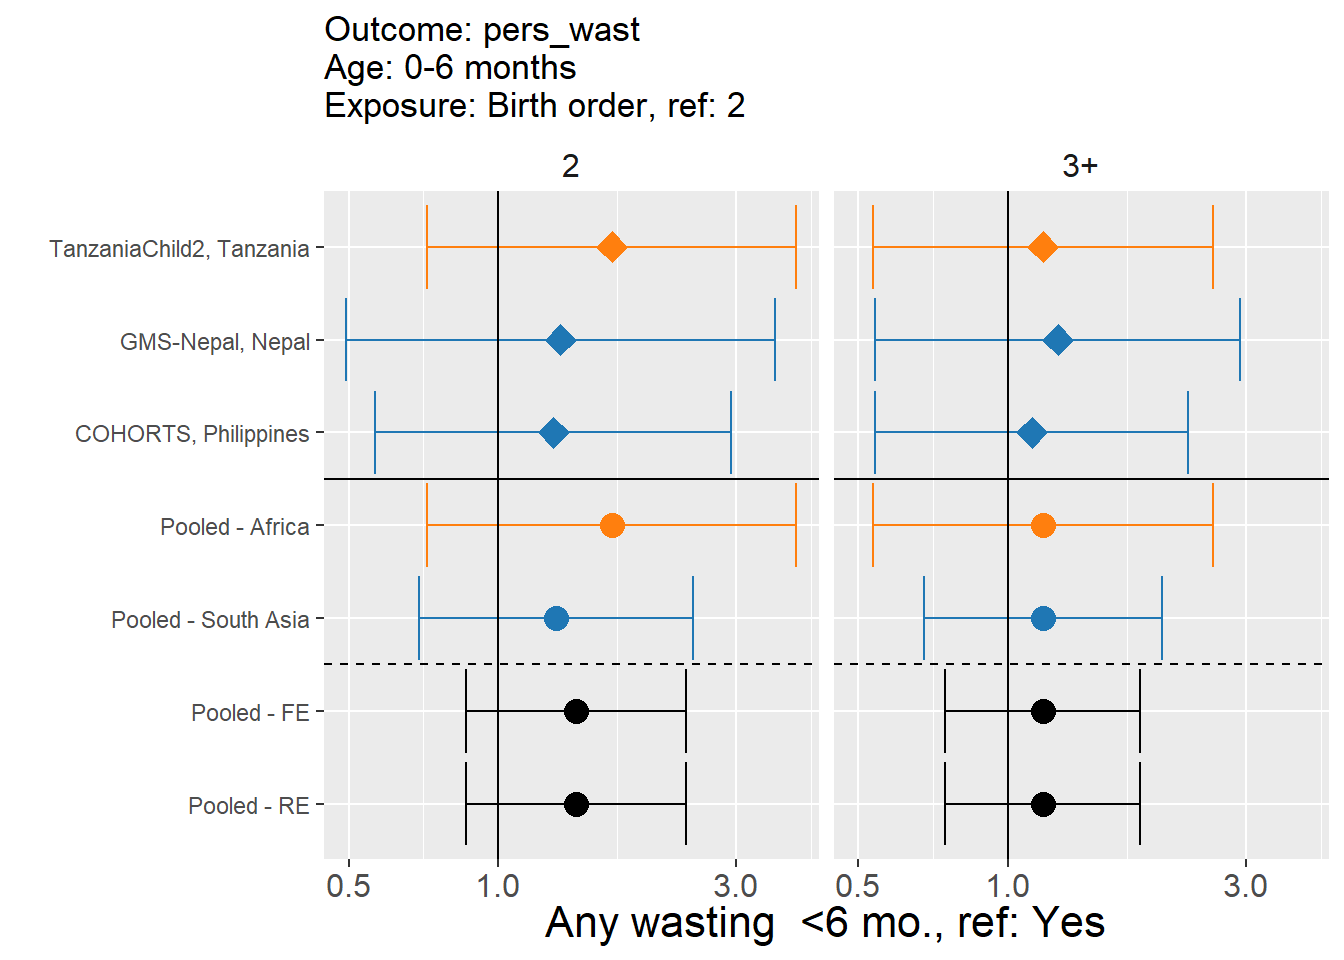 Outcome: pers_wast
Age: 0-6 months
Exposure: Birth order, ref: 2
2 3+
TanzaniaChild2, Tanzania
GMS-Nepal, Nepal
COHORTS, Philippines
Pooled - Africa
Pooled - South Asia
Pooled - FE
Pooled - RE
0.5 1.0 3.0 0.5 1.0 3.0
Any wasting  <6 mo., ref: Yes